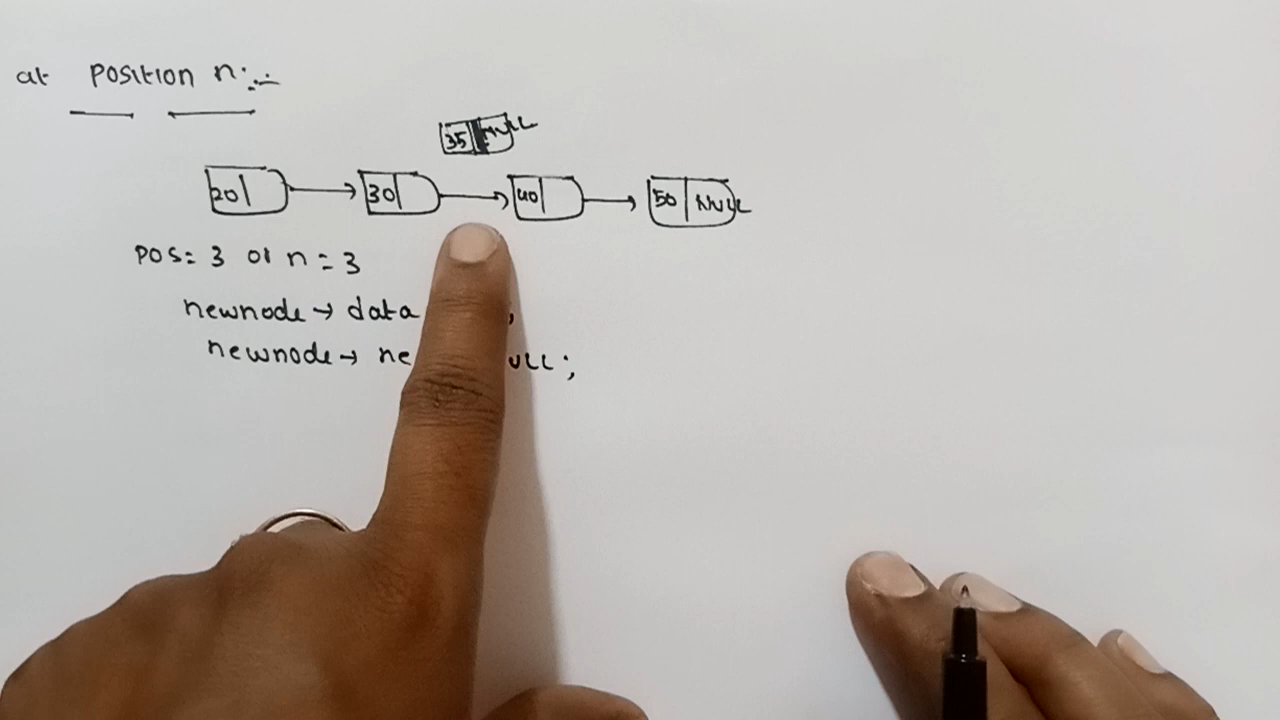 at position n:-
35 NULL
20 30 40 50 NULL
pos= 3 or n = 3
newnode → data ;
newnode → ne ULL;